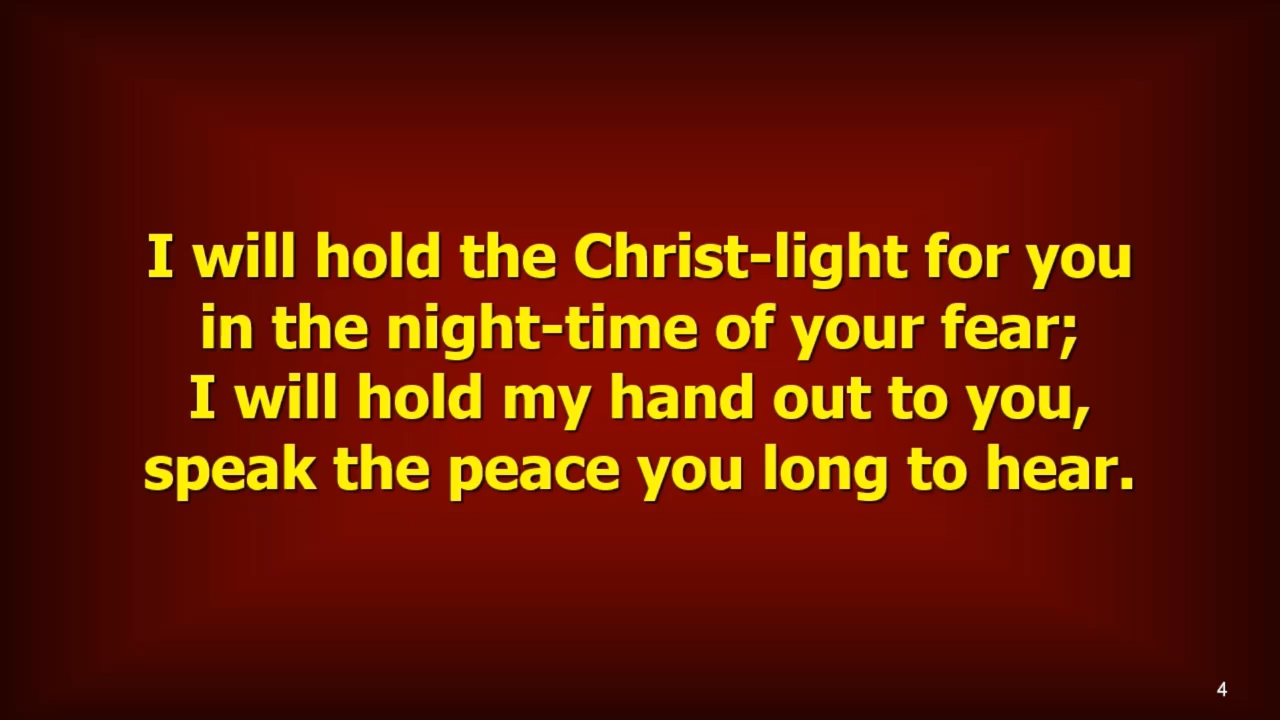 I will hold the Christ-light for you
in the night-time of your fear;
I will hold my hand out to you,
speak the peace you long to hear.
4